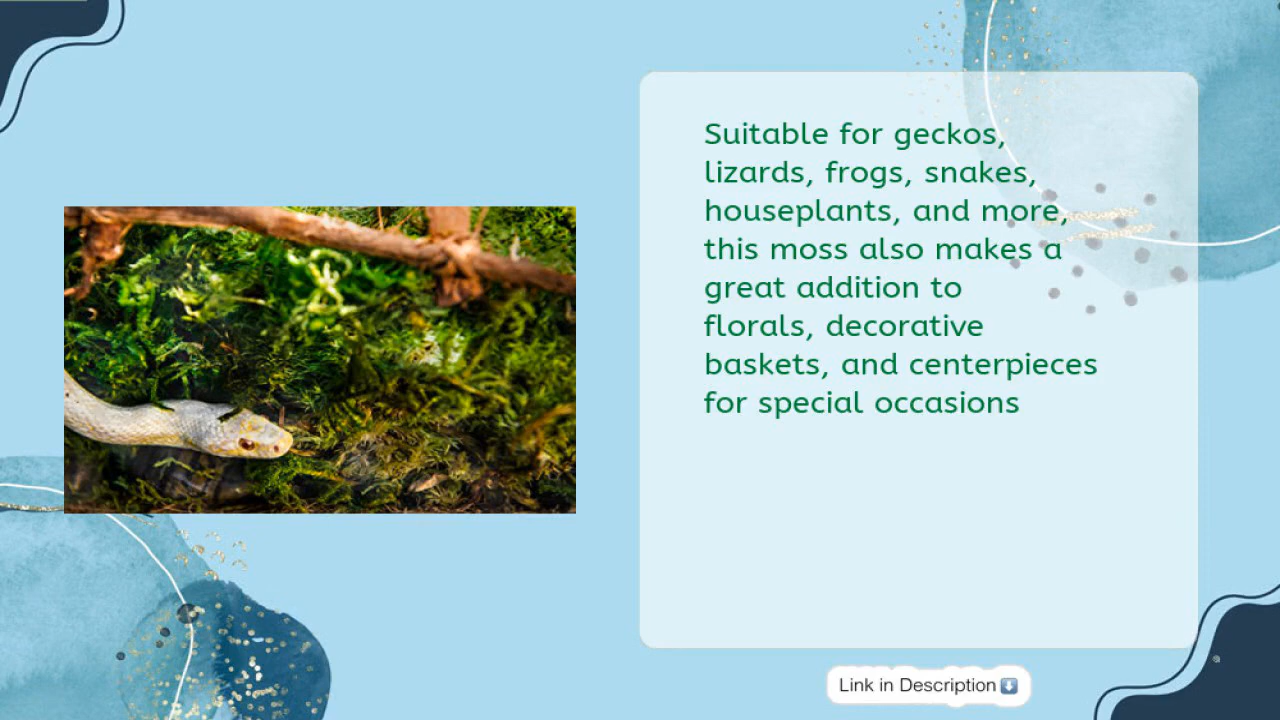 Suitable for geckos,
lizards, frogs, snakes,
houseplants, and more,
this moss also makes a
great addition to
florals, decorative
baskets, and centerpieces
for special occasions
Link in Description⬇️